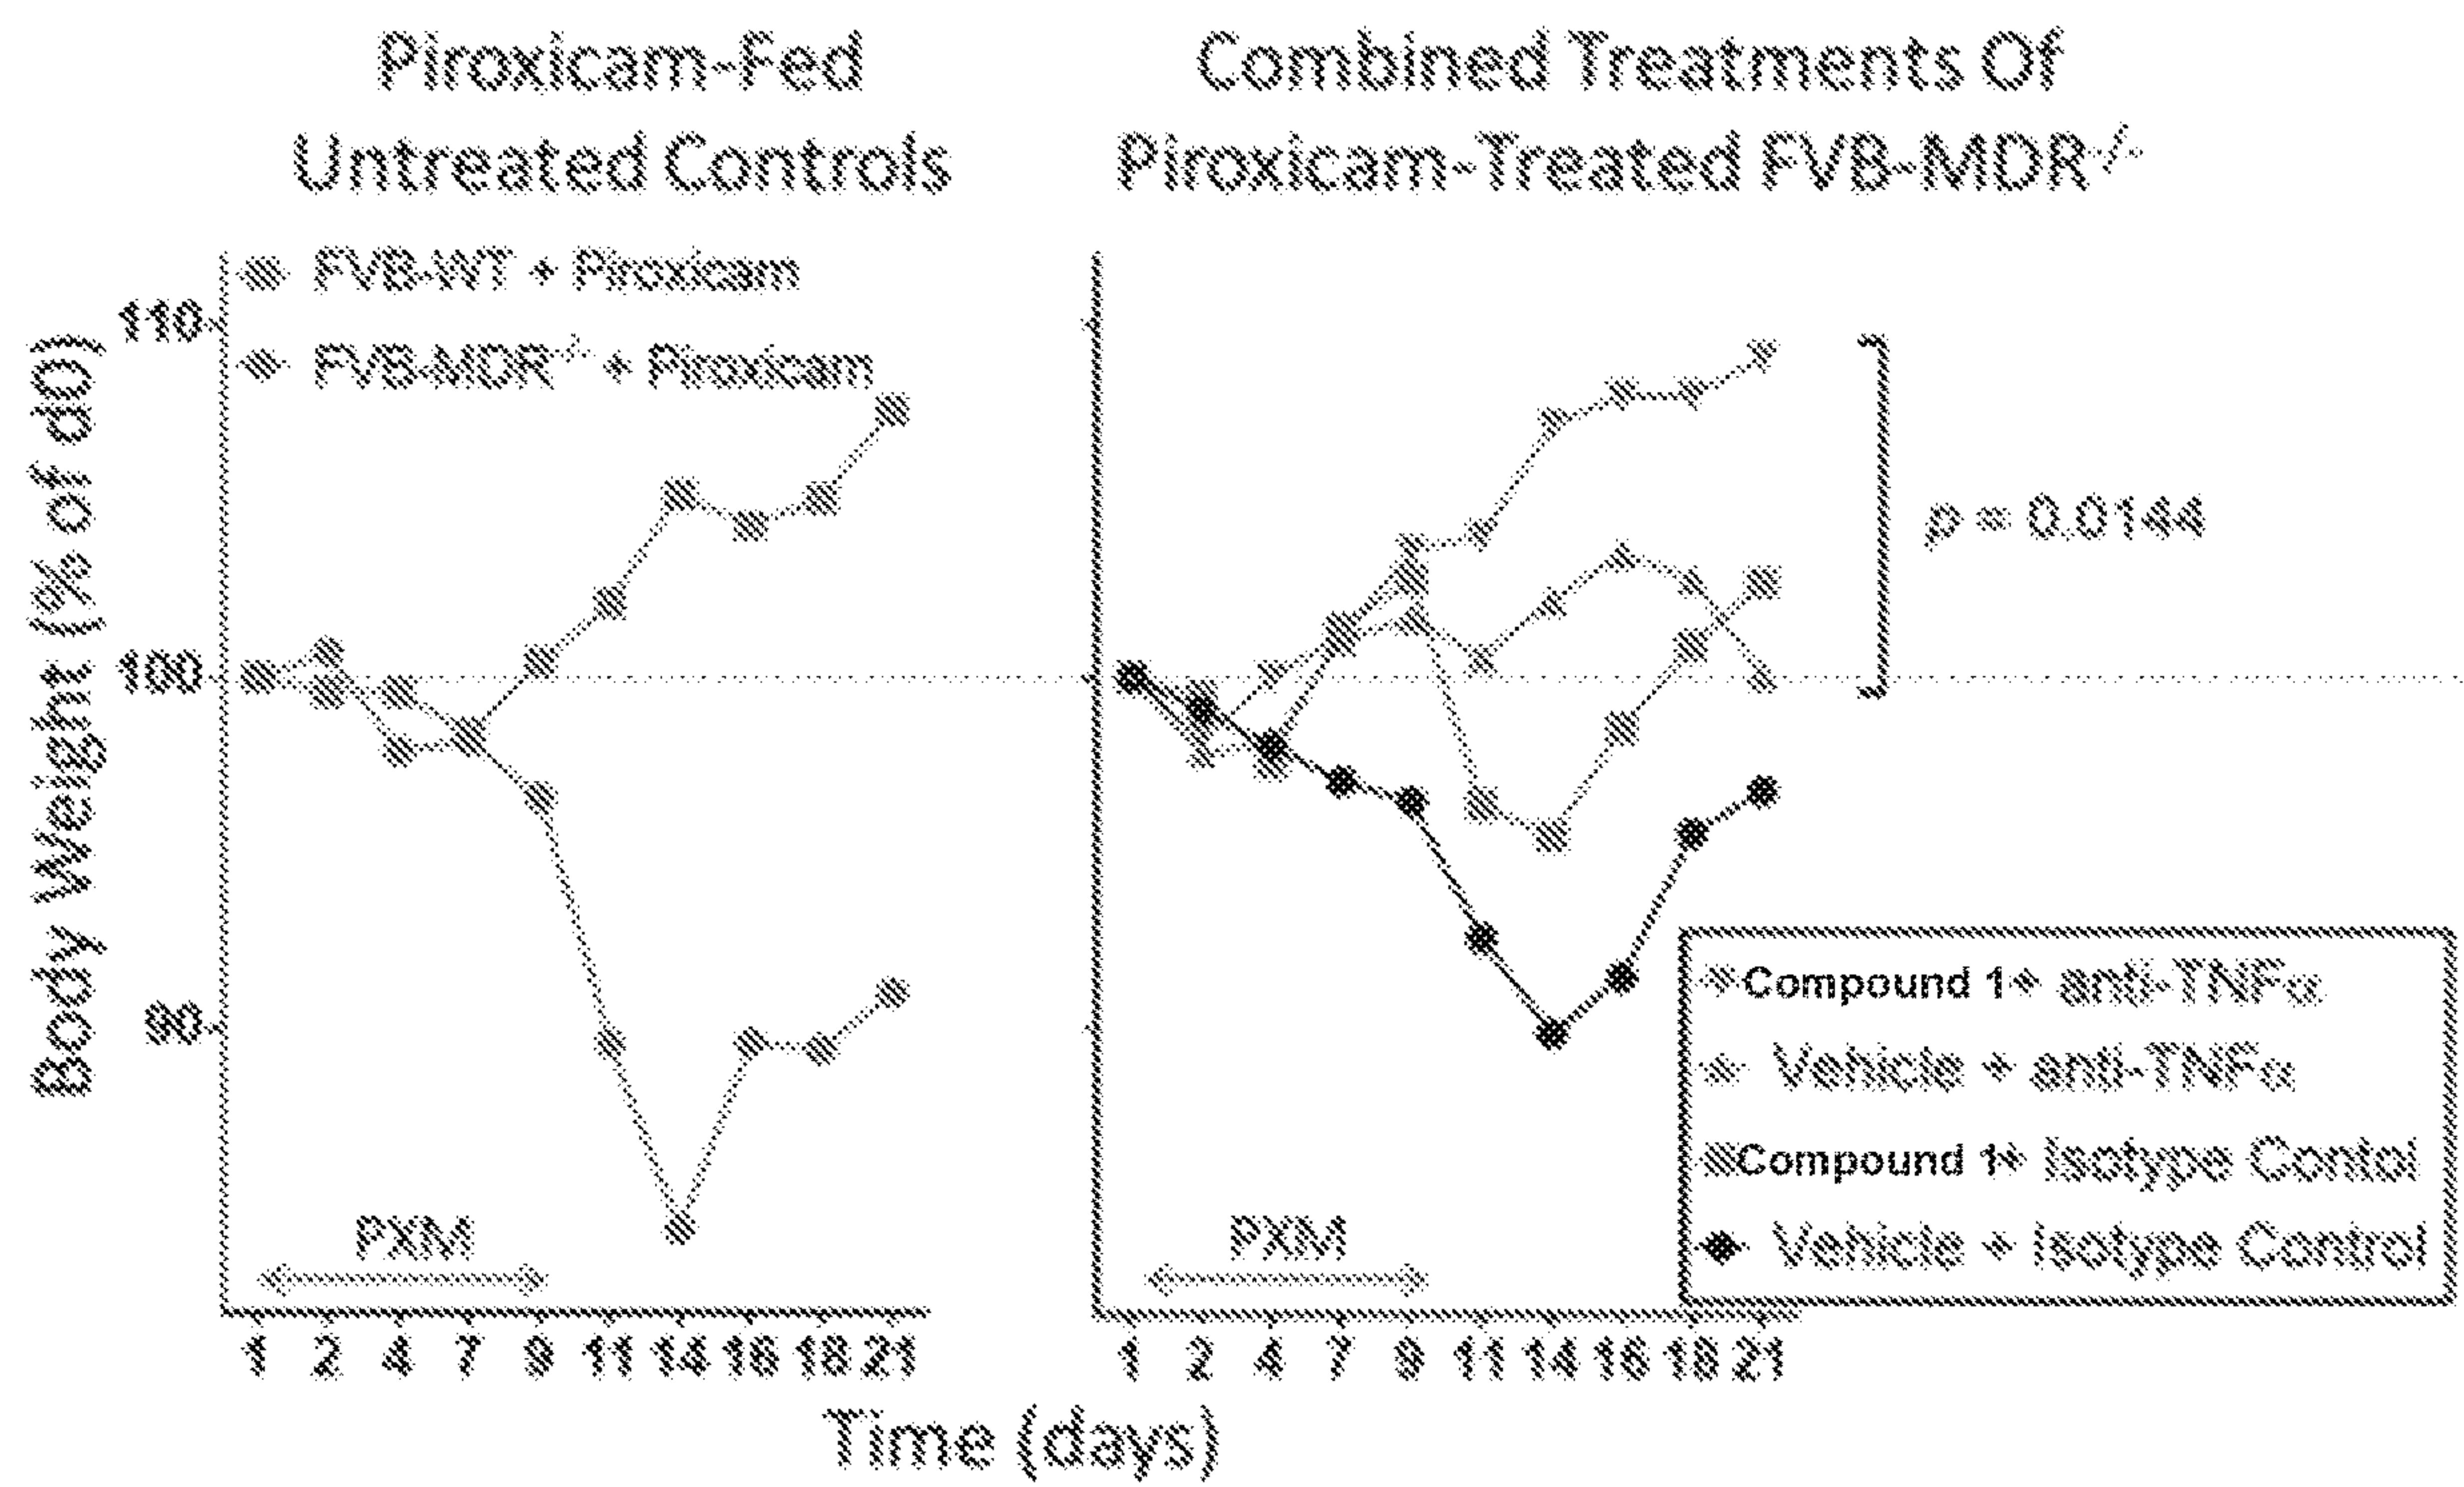 Piroxicam-Fed
Untreated Controls
Combined Treatments Of
Piroxicam-Treated FVB-MDR-/-
FVB-WT + Piroxicam
FVB-MDR-/- + Piroxicam
Body Weight (% of d0)
110
100
90
PXM
1 2 4 7 9 11 14 16 18 21
p = 0.0144
Compound 1+ anti-TNFα
Vehicle + anti-TNFα
Compound 1+ Isotype Contol
Vehicle + Isotype Control
PXM
1 2 4 7 9 11 14 16 18 21
Time (days)